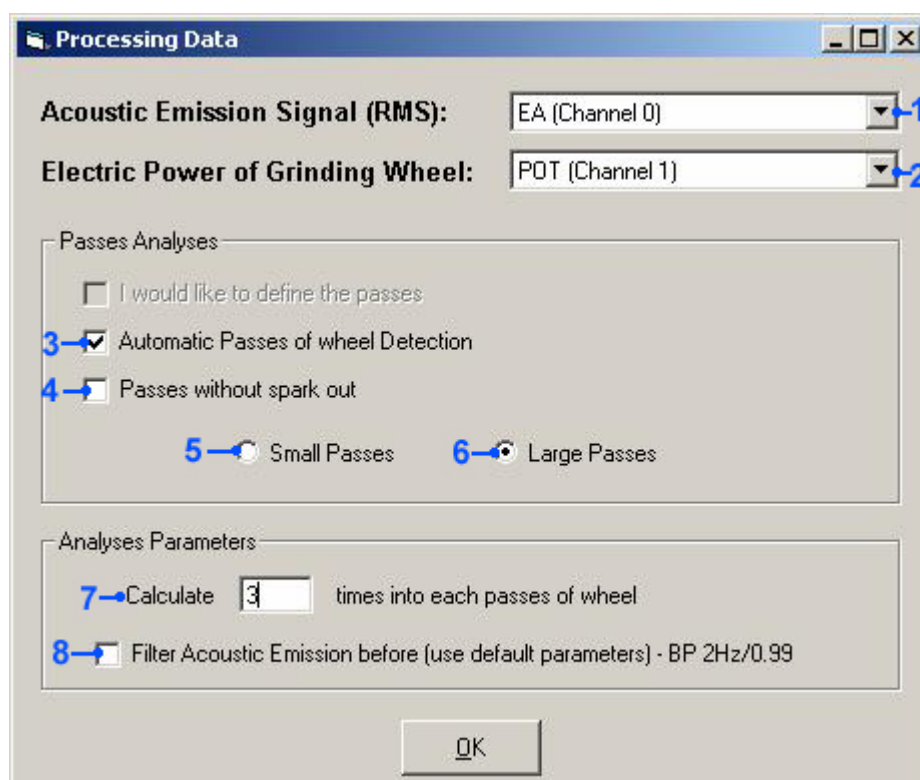 Processing Data
Acoustic Emission Signal (RMS): EA (Channel 0) 1
Electric Power of Grinding Wheel: POT (Channel 1) 2
Passes Analyses
I would like to define the passes
3 Automatic Passes of wheel Detection
4 Passes without spark out
5 Small Passes 6 Large Passes
Analyses Parameters
7 Calculate 3 times into each passes of wheel
8 Filter Acoustic Emission before (use default parameters) - BP 2Hz/0.99
OK